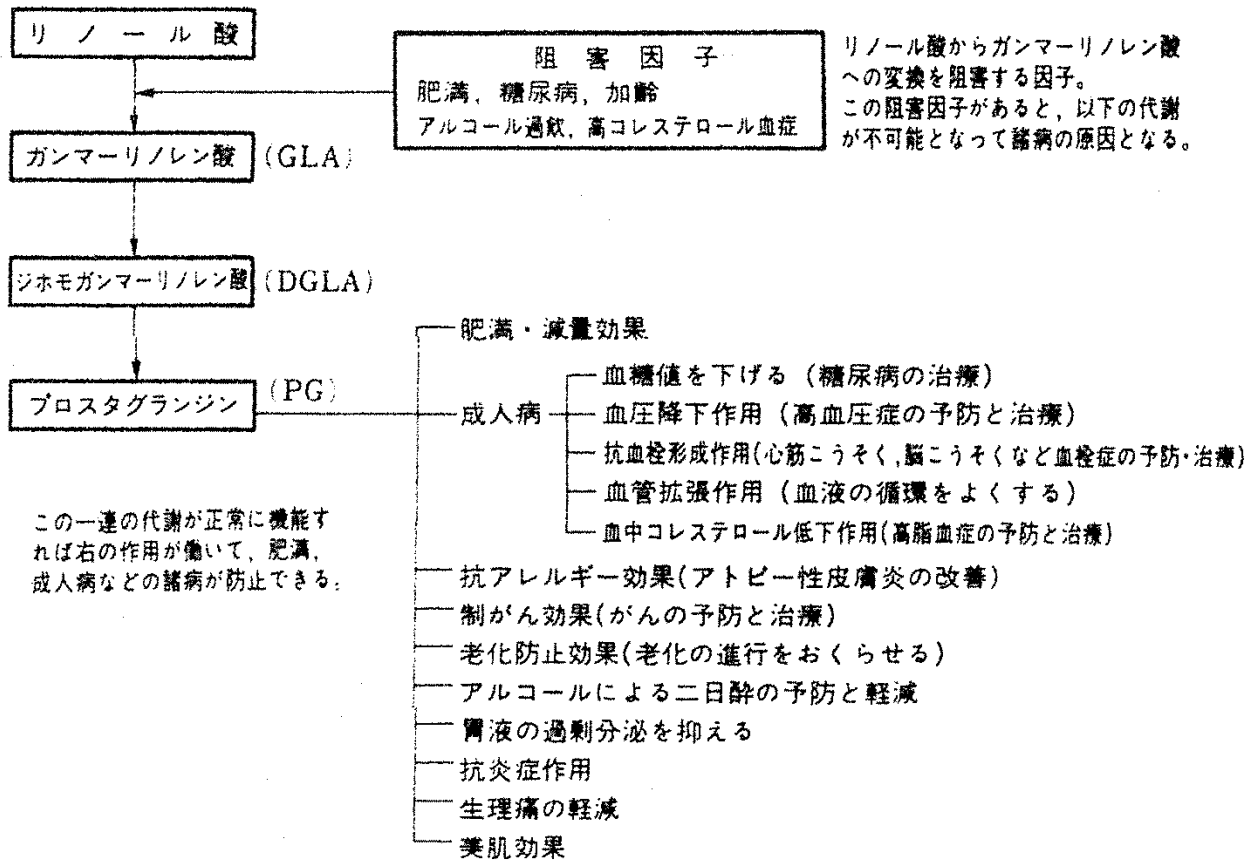 リノール酸
阻害因子
肥満，糖尿病，加齢
アルコール過飲，高コレステロール血症
リノール酸からガンマーリノレン酸
への変換を阻害する因子。
この阻害因子があると，以下の代謝
が不可能となって諸病の原因となる。
ガンマーリノレン酸 (GLA)
ジホモガンマーリノレン酸 (DGLA)
プロスタグランジン (PG)
この一連の代謝が正常に機能す
れば右の作用が働いて，肥満，
成人病などの諸病が防止できる。
肥満・減量効果
成人病
血糖値を下げる (糖尿病の治療)
血圧降下作用 (高血圧症の予防と治療)
抗血栓形成作用(心筋こうそく,脳こうそくなど血栓症の予防・治療)
血管拡張作用 (血液の循環をよくする)
血中コレステロール低下作用(高脂血症の予防と治療)
抗アレルギー効果(アトピー性皮膚炎の改善)
制がん効果(がんの予防と治療)
老化防止効果(老化の進行をおくらせる)
アルコールによる二日酔の予防と軽減
胃液の過剰分泌を抑える
抗炎症作用
生理痛の軽減
美肌効果